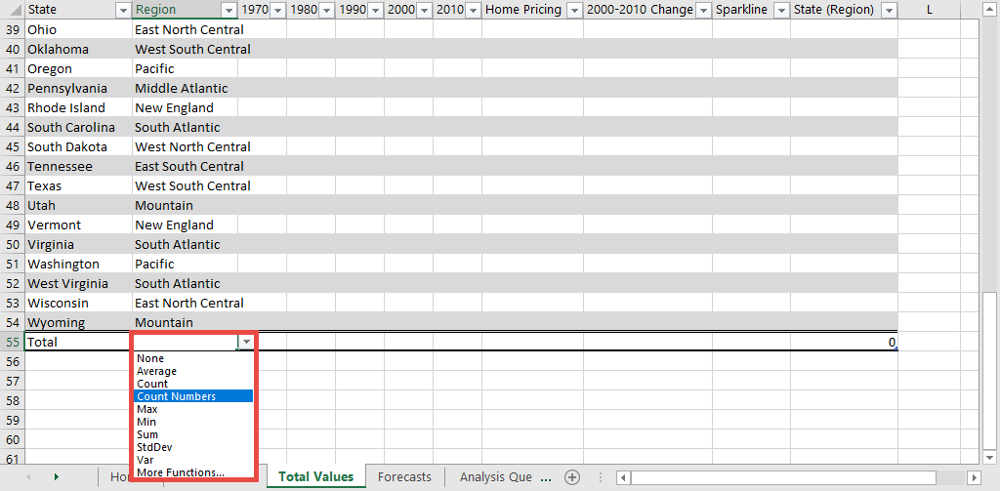 State Region 1970 1980 1990 2000 2010 Home Pricing 2000-2010 Change Sparkline State (Region) L
39 Ohio East North Central
40 Oklahoma West South Central
41 Oregon Pacific
42 Pennsylvania Middle Atlantic
43 Rhode Island New England
44 South Carolina South Atlantic
45 South Dakota West North Central
46 Tennessee East South Central
47 Texas West South Central
48 Utah Mountain
49 Vermont New England
50 Virginia South Atlantic
51 Washington Pacific
52 West Virginia South Atlantic
53 Wisconsin East North Central
54 Wyoming Mountain
55 Total 0
56 None
Average
57 Count
58 Count Numbers
Max
59 Min
60 Sum
StdDev
61 Var
More Functions...
Ho Total Values Forecasts Analysis Que ...